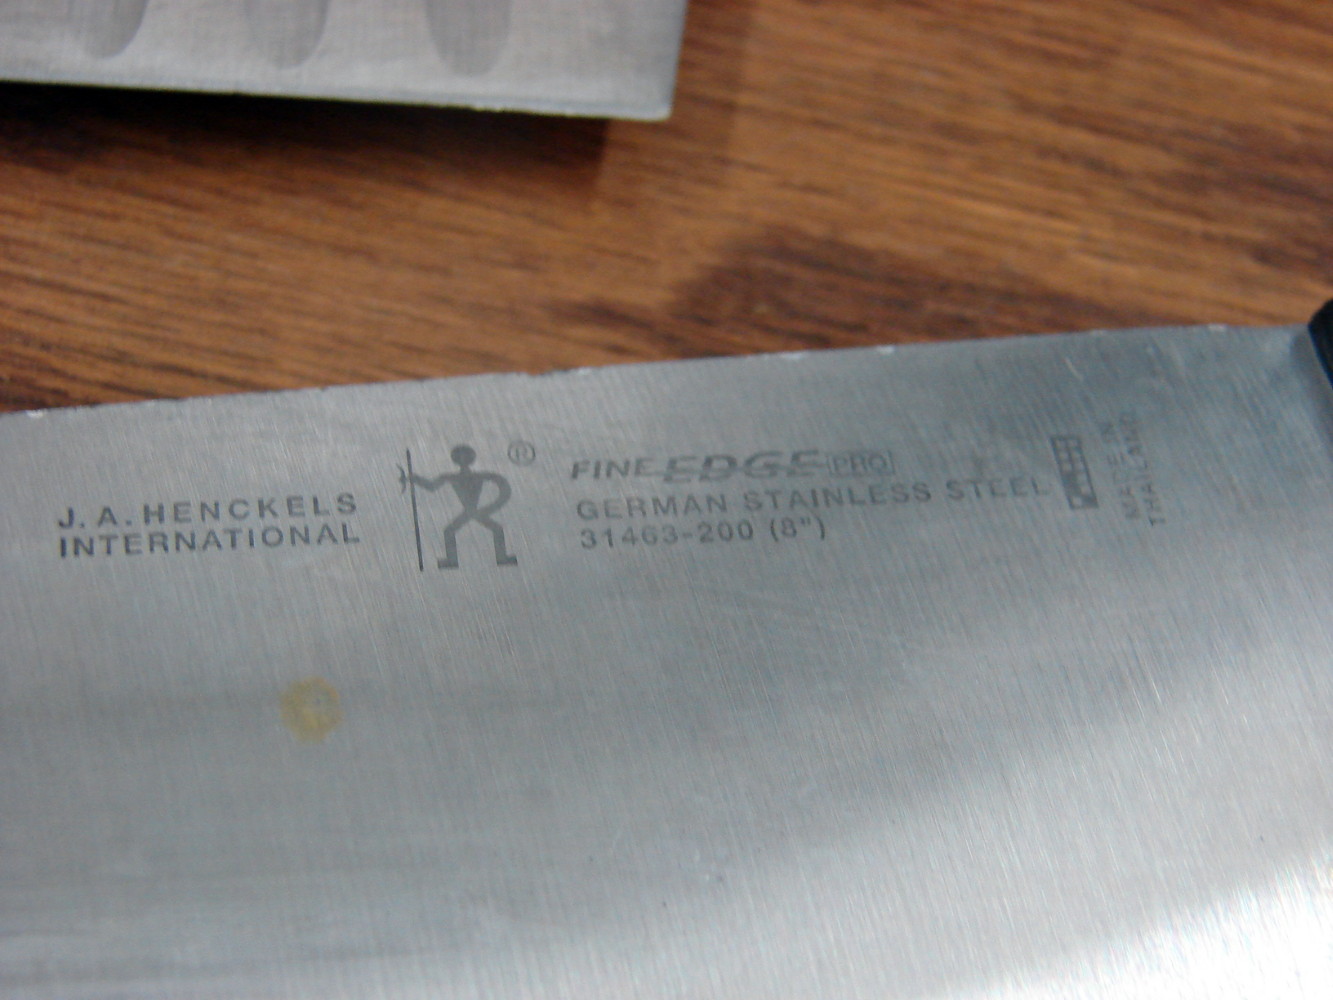 J.A. HENCKELS
INTERNATIONAL
®
FINE EDGE PRO
GERMAN STAINLESS STEEL
31463-200 (8")
MADE IN
THAILAND